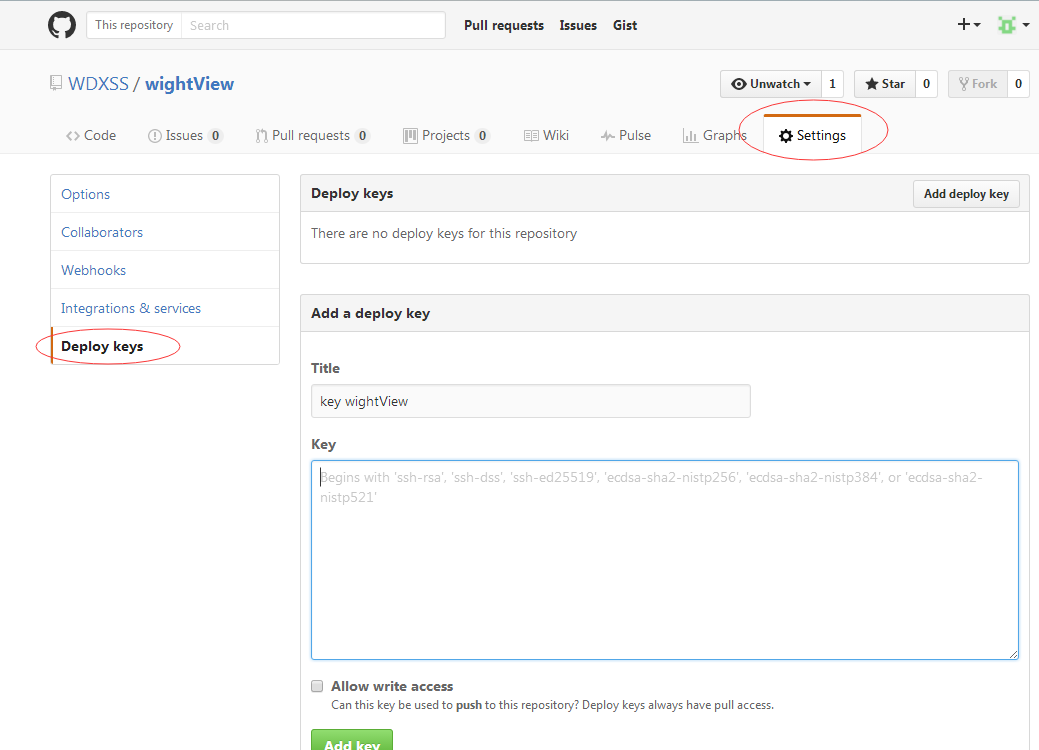 This repository Search Pull requests Issues Gist
WDXSS / wightView Unwatch 1 Star 0 Fork 0
Code Issues 0 Pull requests 0 Projects 0 Wiki Pulse Graphs Settings
Options
Collaborators
Webhooks
Integrations & services
Deploy keys
Deploy keys Add deploy key
There are no deploy keys for this repository
Add a deploy key
Title
key wightView
Key
Begins with 'ssh-rsa', 'ssh-dss', 'ssh-ed25519', 'ecdsa-sha2-nistp256', 'ecdsa-sha2-nistp384', or 'ecdsa-sha2-
nistp521'
Allow write access
Can this key be used to push to this repository? Deploy keys always have pull access.
Add key